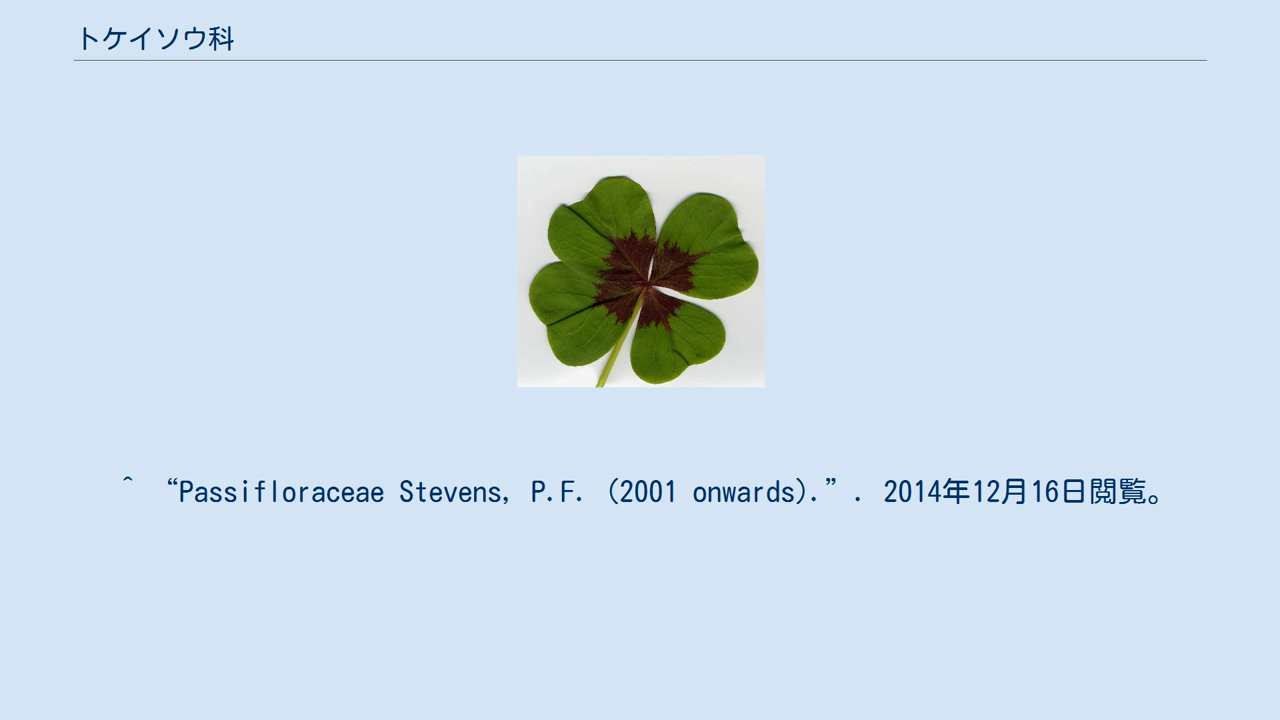 トケイソウ科
^ “Passifloraceae Stevens, P.F. (2001 onwards).”. 2014年12月16日閲覧。